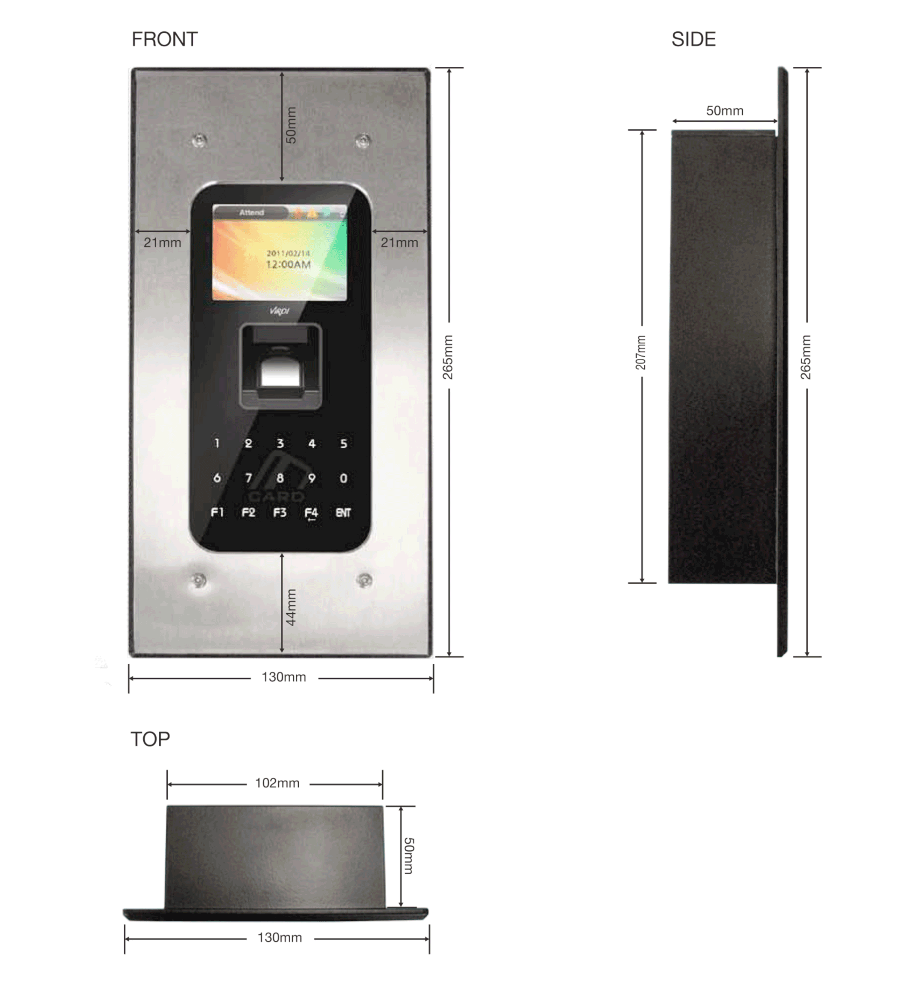 FRONT
SIDE
50mm
50mm
Attend
21mm
21mm
2011/02/14
12:00AM
ViRDI
265mm
207mm
265mm
1 2 3 4 5
6 7 8 9 0
CARD
F1 F2 F3 F4 ENT
←
44mm
130mm
TOP
102mm
50mm
130mm